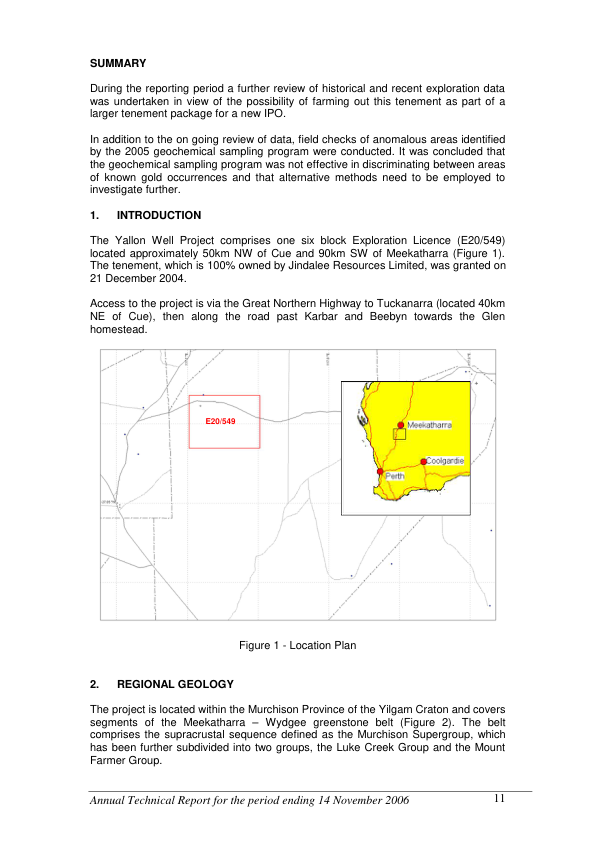 SUMMARY
During the reporting period a further review of historical and recent exploration data
was undertaken in view of the possibility of farming out this tenement as part of a
larger tenement package for a new IPO.
In addition to the on going review of data, field checks of anomalous areas identified
by the 2005 geochemical sampling program were conducted. It was concluded that
the geochemical sampling program was not effective in discriminating between areas
of known gold occurrences and that alternative methods need to be employed to
investigate further.
1. INTRODUCTION
The Yallon Well Project comprises one six block Exploration Licence (E20/549)
located approximately 50km NW of Cue and 90km SW of Meekatharra (Figure 1).
The tenement, which is 100% owned by Jindalee Resources Limited, was granted on
21 December 2004.
Access to the project is via the Great Northern Highway to Tuckanarra (located 40km
NE of Cue), then along the road past Karbar and Beebyn towards the Glen
homestead.
E20/549
Meekatharra
Coolgardie
Perth
Figure 1 - Location Plan
2. REGIONAL GEOLOGY
The project is located within the Murchison Province of the Yilgarn Craton and covers
segments of the Meekatharra – Wydgee greenstone belt (Figure 2). The belt
comprises the supracrustal sequence defined as the Murchison Supergroup, which
has been further subdivided into two groups, the Luke Creek Group and the Mount
Farmer Group.
Annual Technical Report for the period ending 14 November 2006 11